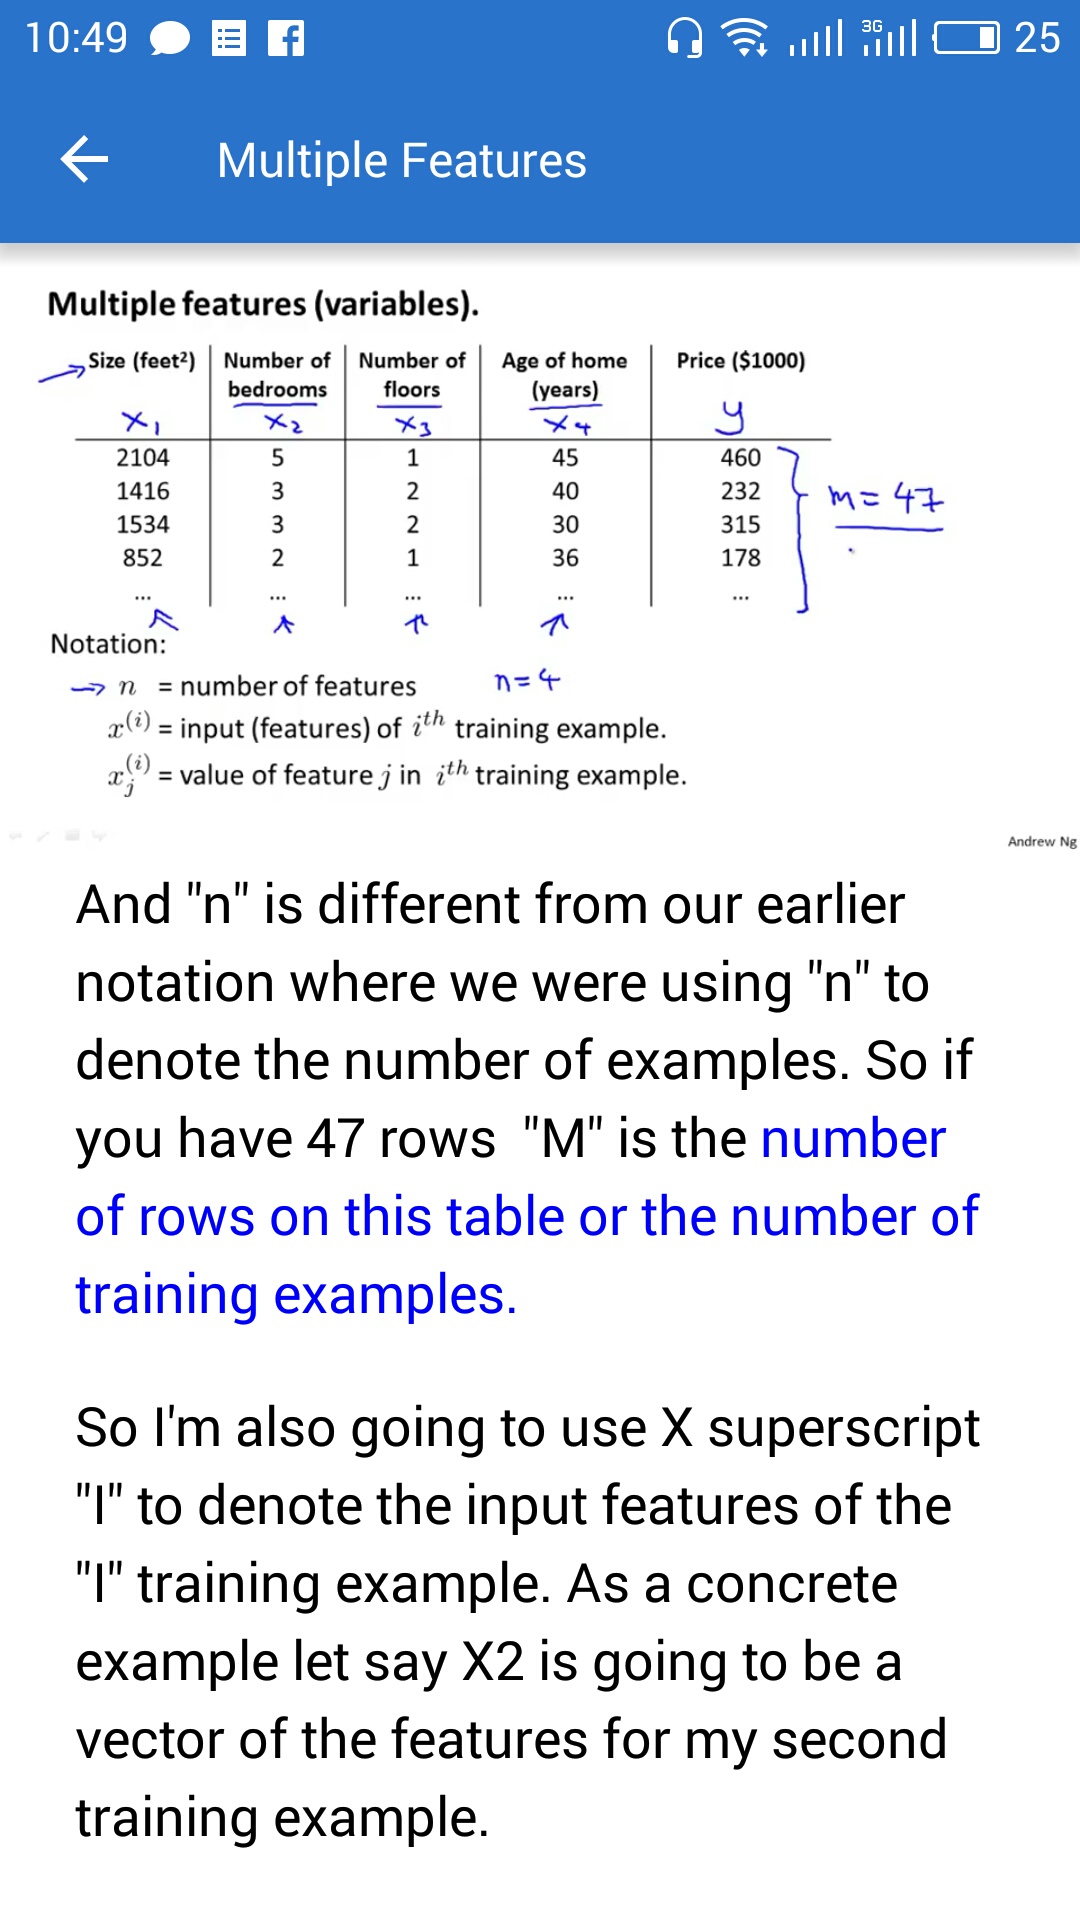 10:49 3G 25
Multiple Features
Multiple features (variables).
Size (feet²) Number of bedrooms Number of floors Age of home (years) Price ($1000)
x₁ x₂ x₃ x₄ y
2104 5 1 45 460
1416 3 2 40 232
1534 3 2 30 315
852 2 1 36 178
... ... ... ... ...
m = 47
Notation:
→ n = number of features n = 4
x⁽ⁱ⁾ = input (features) of iᵗʰ training example.
xⱼ⁽ⁱ⁾ = value of feature j in iᵗʰ training example.
Andrew Ng
And "n" is different from our earlier
notation where we were using "n" to
denote the number of examples. So if
you have 47 rows "M" is the number
of rows on this table or the number of
training examples.
So I'm also going to use X superscript
"I" to denote the input features of the
"I" training example. As a concrete
example let say X2 is going to be a
vector of the features for my second
training example.